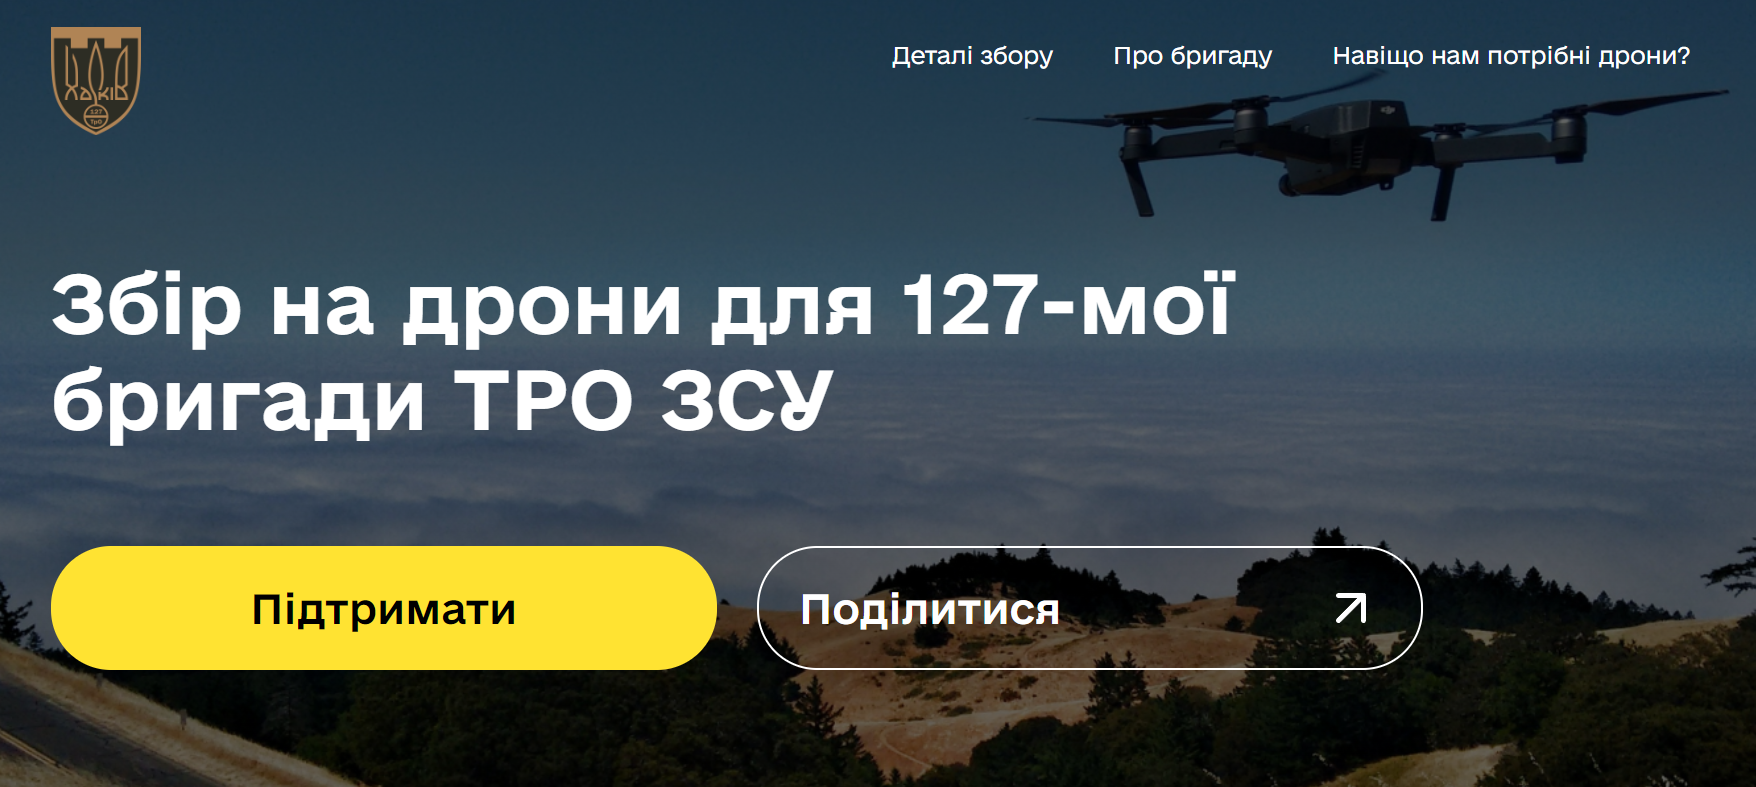 Харків
127
ТрО
Деталі збору
Про бригаду
Навіщо нам потрібні дрони?
dji
Збір на дрони для 127-мої
бригади ТРО ЗСУ
Підтримати
Поділитися